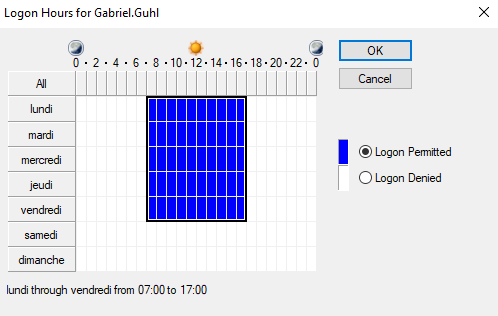 Logon Hours for Gabriel.Guhl
0 · 2 · 4 · 6 · 8 · 10 · 12 · 14 · 16 · 18 · 20 · 22 · 0
All
lundi
mardi
mercredi
jeudi
vendredi
samedi
dimanche
OK
Cancel
Logon Permitted
Logon Denied
lundi through vendredi from 07:00 to 17:00